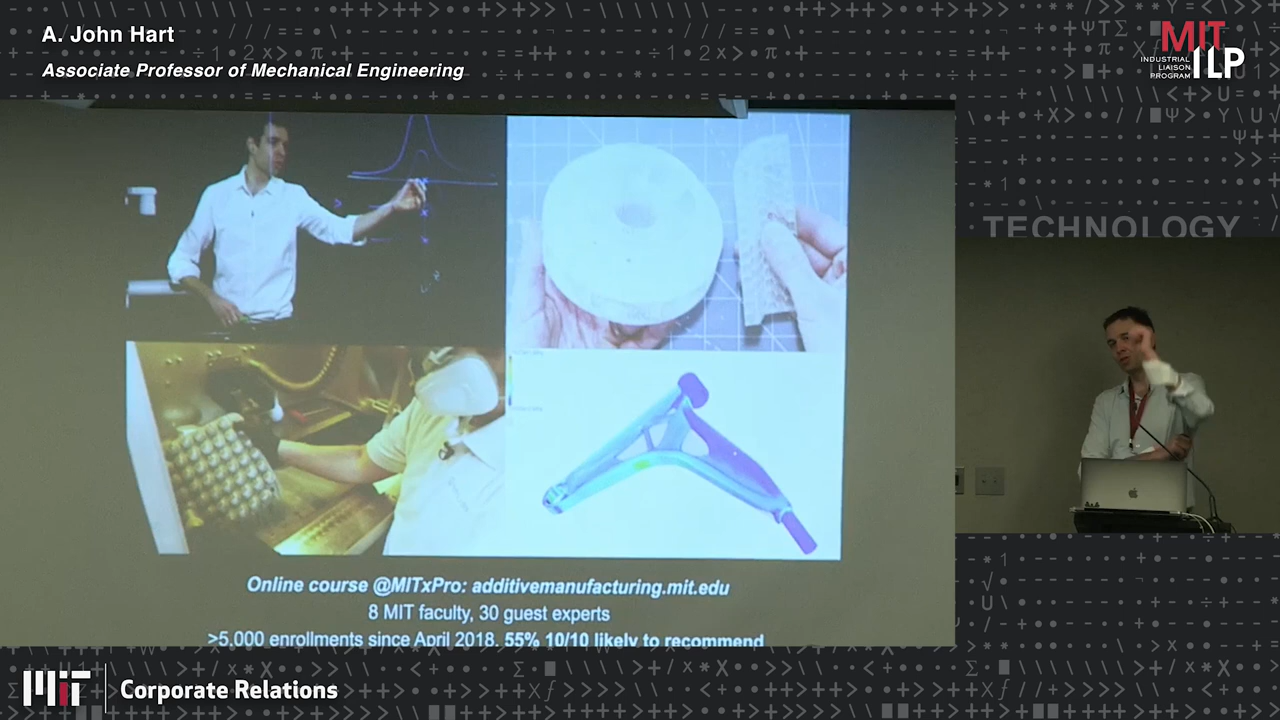 A. John Hart
Associate Professor of Mechanical Engineering
MIT
ILP
INDUSTRIAL
LIAISON
PROGRAM
TECHNOLOGY
Online course @MITxPro: additivemanufacturing.mit.edu
8 MIT faculty, 30 guest experts
>5,000 enrollments since April 2018, 55% 10/10 likely to recommend
MIT
Corporate Relations